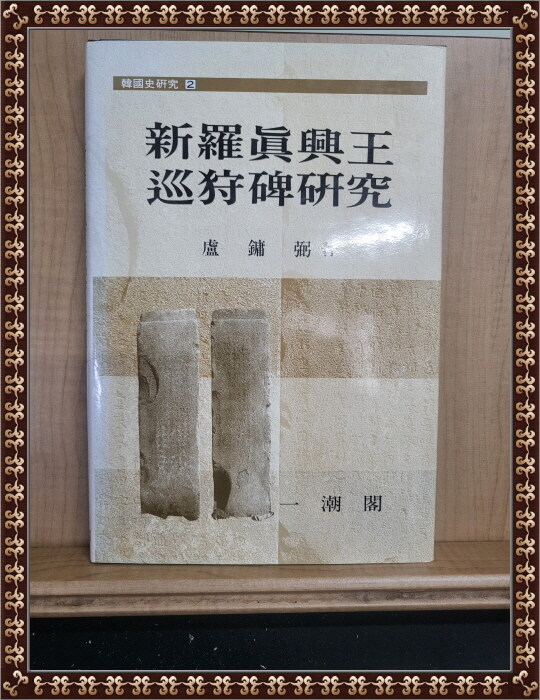 韓國史硏究 2
新羅眞興王
巡狩碑硏究
盧鏞弼 著
一潮閣